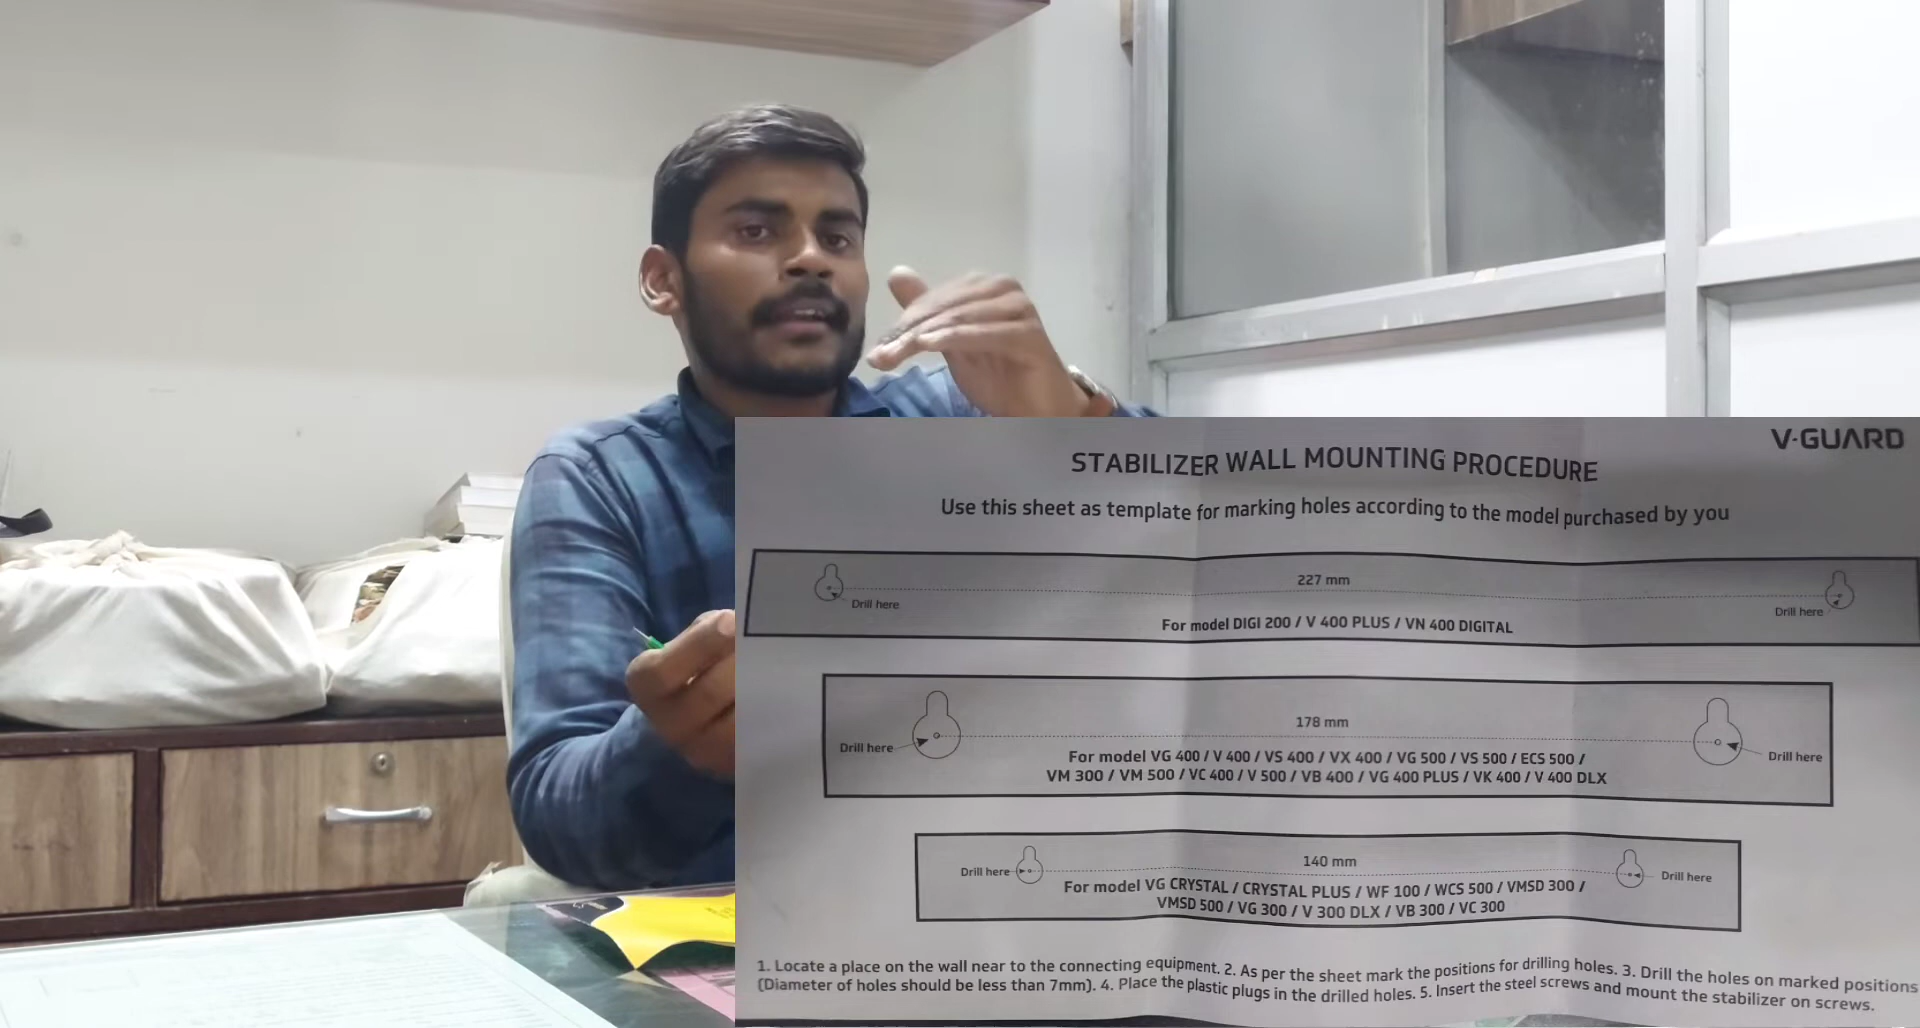 V-GUARD
STABILIZER WALL MOUNTING PROCEDURE
Use this sheet as template for marking holes according to the model purchased by you
227 mm
Drill here
Drill here
For model DIGI 200 / V 400 PLUS / VN 400 DIGITAL
178 mm
Drill here
Drill here
For model VG 400 / V 400 / VS 400 / VX 400 / VG 500 / VS 500 / ECS 500 /
VM 300 / VM 500 / VC 400 / V 500 / VB 400 / VG 400 PLUS / VK 400 / V 400 DLX
140 mm
Drill here
Drill here
For model VG CRYSTAL / CRYSTAL PLUS / WF 100 / WCS 500 / VMSD 300 /
VMSD 500 / VG 300 / V 300 DLX / VB 300 / VC 300
1. Locate a place on the wall near to the connecting equipment. 2. As per the sheet mark the positions for drilling holes. 3. Drill the holes on marked positions
(Diameter of holes should be less than 7mm). 4. Place the plastic plugs in the drilled holes. 5. Insert the steel screws and mount the stabilizer on screws.